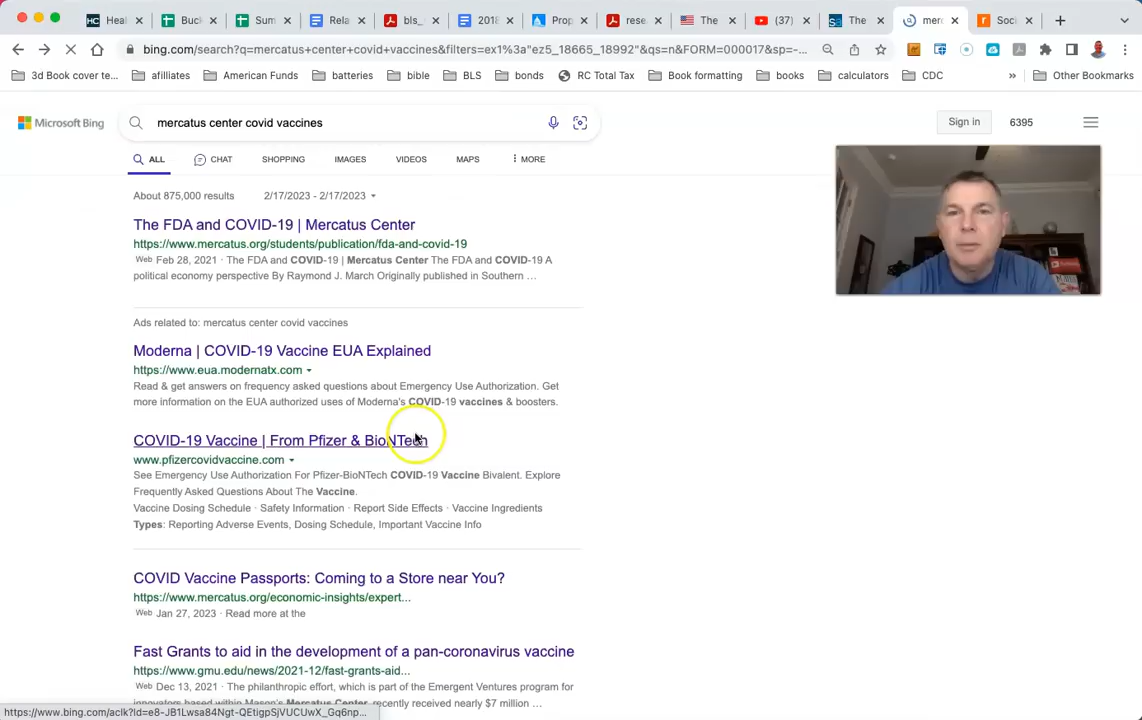 Heal
Buck
Sum
Rela
bls_
2018
Prop
rese
The
(37)
The
merc
Soci
bing.com/search?q=mercatus+center+covid+vaccines&filters=ex1%3a"ez5_18665_18992"&qs=n&FORM=000017&sp=-...
3d Book cover te...
afilliates
American Funds
batteries
bible
BLS
bonds
RC Total Tax
Book formatting
books
calculators
CDC
»
Other Bookmarks
Microsoft Bing
mercatus center covid vaccines
Sign in
6395
ALL
CHAT
SHOPPING
IMAGES
VIDEOS
MAPS
MORE
About 875,000 results
2/17/2023 - 2/17/2023
The FDA and COVID-19 | Mercatus Center
https://www.mercatus.org/students/publication/fda-and-covid-19
Web Feb 28, 2021 · The FDA and COVID-19 | Mercatus Center The FDA and COVID-19 A
political economy perspective By Raymond J. March Originally published in Southern ...
Ads related to: mercatus center covid vaccines
Moderna | COVID-19 Vaccine EUA Explained
https://www.eua.modernatx.com
Read & get answers on frequency asked questions about Emergency Use Authorization. Get
more information on the EUA authorized uses of Moderna's COVID-19 vaccines & boosters.
COVID-19 Vaccine | From Pfizer & BioNTech
www.pfizercovidvaccine.com
See Emergency Use Authorization For Pfizer-BioNTech COVID-19 Vaccine Bivalent. Explore
Frequently Asked Questions About The Vaccine.
Vaccine Dosing Schedule · Safety Information · Report Side Effects · Vaccine Ingredients
Types: Reporting Adverse Events, Dosing Schedule, Important Vaccine Info
COVID Vaccine Passports: Coming to a Store near You?
https://www.mercatus.org/economic-insights/expert...
Web Jan 27, 2023 · Read more at the
Fast Grants to aid in the development of a pan-coronavirus vaccine
https://www.gmu.edu/news/2021-12/fast-grants-aid...
Web Dec 13, 2021 · The philanthropic effort, which is part of the Emergent Ventures program for
innovators based within Mason's Mercatus Center, recently received nearly $7 million ...
https://www.bing.com/aclk?ld=e8-JB1Lwsa84Ngt-QEtigpSjVUCUwX_Gq6np...